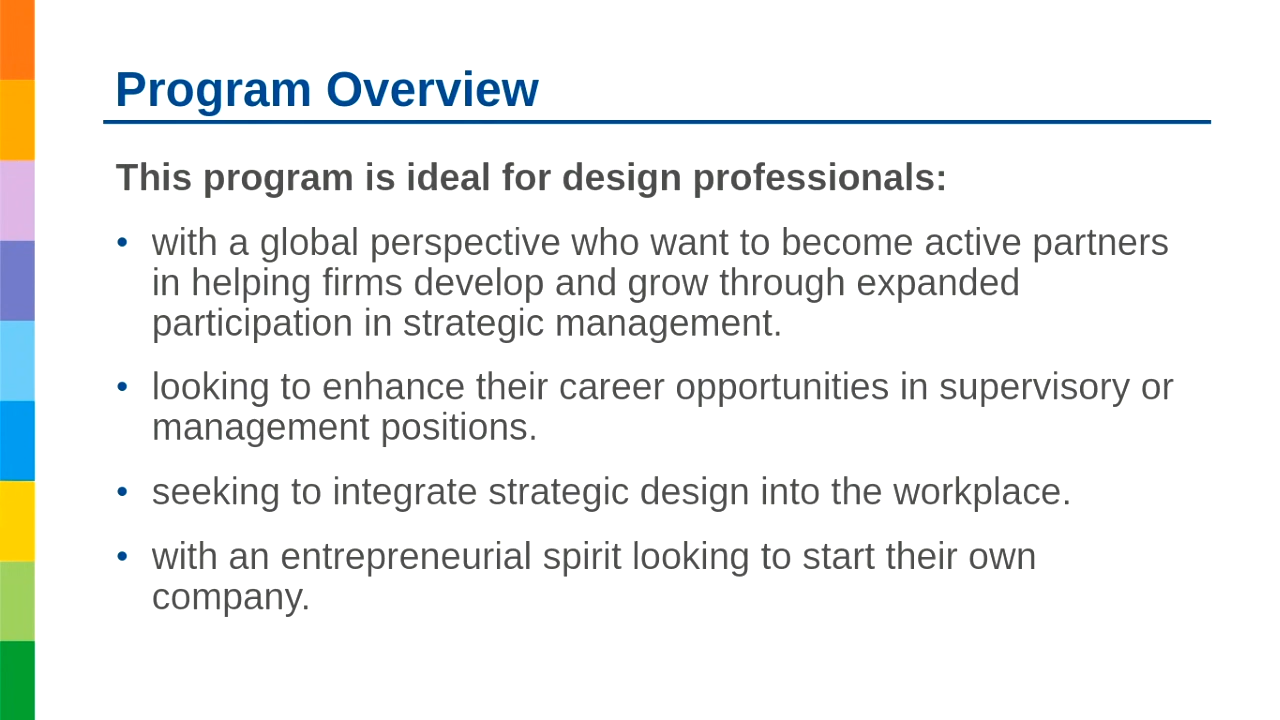 Program Overview
This program is ideal for design professionals:
• with a global perspective who want to become active partners
in helping firms develop and grow through expanded
participation in strategic management.
• looking to enhance their career opportunities in supervisory or
management positions.
• seeking to integrate strategic design into the workplace.
• with an entrepreneurial spirit looking to start their own
company.